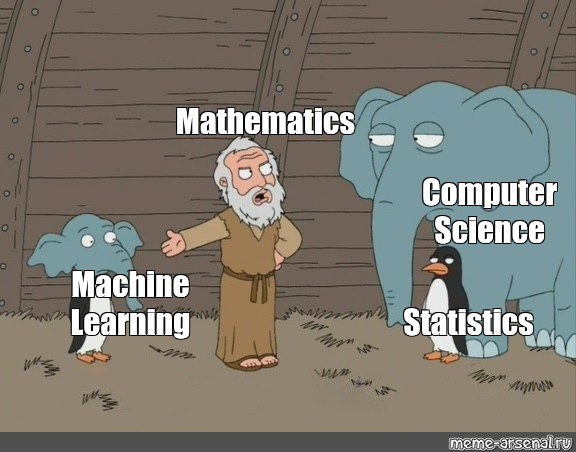 Mathematics
Computer
Science
Machine
Learning
Statistics
meme-arsenal.ru